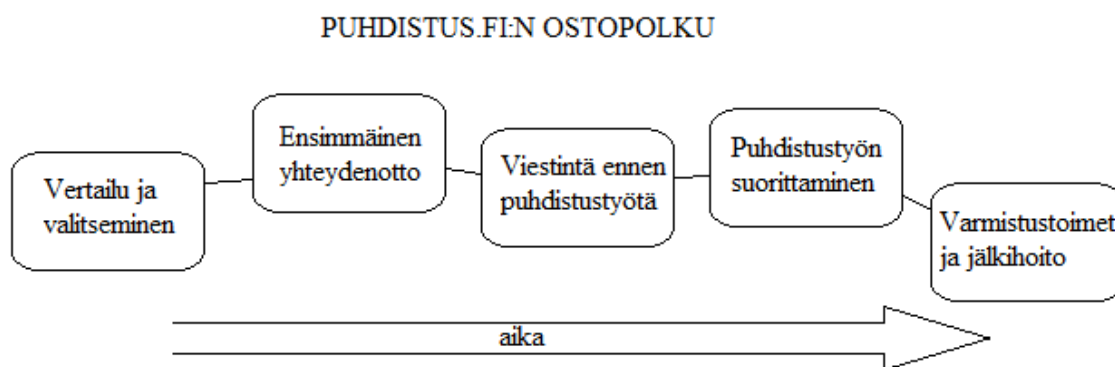 PUHDISTUS.FI:N OSTOPOLKU
Vertailu ja
valitseminen
Ensimmäinen
yhteydenotto
Viestintä ennen
puhdistustyötä
Puhdistustyön
suorittaminen
Varmistustoimet
ja jälkihoito
aika